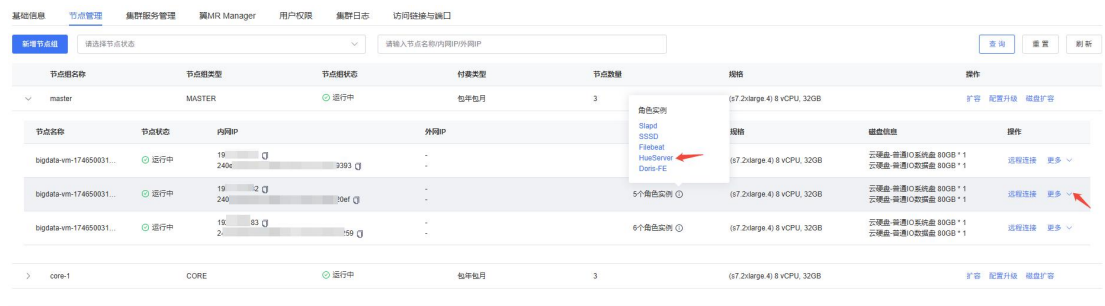 基础信息 节点管理 集群服务管理 翼MR Manager 用户权限 集群日志 访问链接与端口
新增节点组 请选择节点状态 请输入节点名称/内网IP/外网IP 查询 重置 刷新
节点组名称 节点组类型 节点组状态 付费类型 节点数量 规格 操作
master MASTER 运行中 包年包月 3 (s7.2xlarge.4) 8 vCPU, 32GB 扩容 配置升级 磁盘扩容
角色实例
Slapd
SSSD
Filebeat
HueServer
Doris-FE
节点名称 节点状态 内网IP 外网IP 规格 磁盘信息 操作
bigdata-vm-174650031... 运行中 19 - (s7.2xlarge.4) 8 vCPU, 32GB 云硬盘-普通IO系统盘 80GB * 1 远程连接 更多
240e 9393 - 云硬盘-普通IO数据盘 80GB * 1
bigdata-vm-174650031... 运行中 19 2 - 5个角色实例 (s7.2xlarge.4) 8 vCPU, 32GB 云硬盘-普通IO系统盘 80GB * 1 远程连接 更多
240 20ef - 云硬盘-普通IO数据盘 80GB * 1
bigdata-vm-174650031... 运行中 19 83 - 6个角色实例 (s7.2xlarge.4) 8 vCPU, 32GB 云硬盘-普通IO系统盘 80GB * 1 远程连接 更多
2 :59 - 云硬盘-普通IO数据盘 80GB * 1
core-1 CORE 运行中 包年包月 3 (s7.2xlarge.4) 8 vCPU, 32GB 扩容 配置升级 磁盘扩容